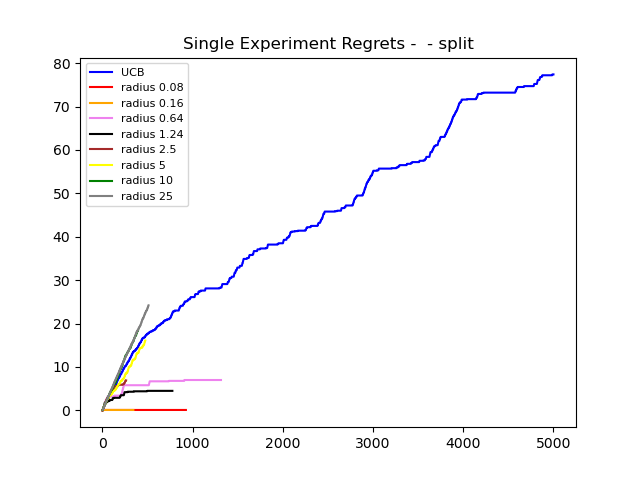 Single Experiment Regrets -  - split
80
70
60
50
40
30
20
10
0
UCB
radius 0.08
radius 0.16
radius 0.64
radius 1.24
radius 2.5
radius 5
radius 10
radius 25
0 1000 2000 3000 4000 5000